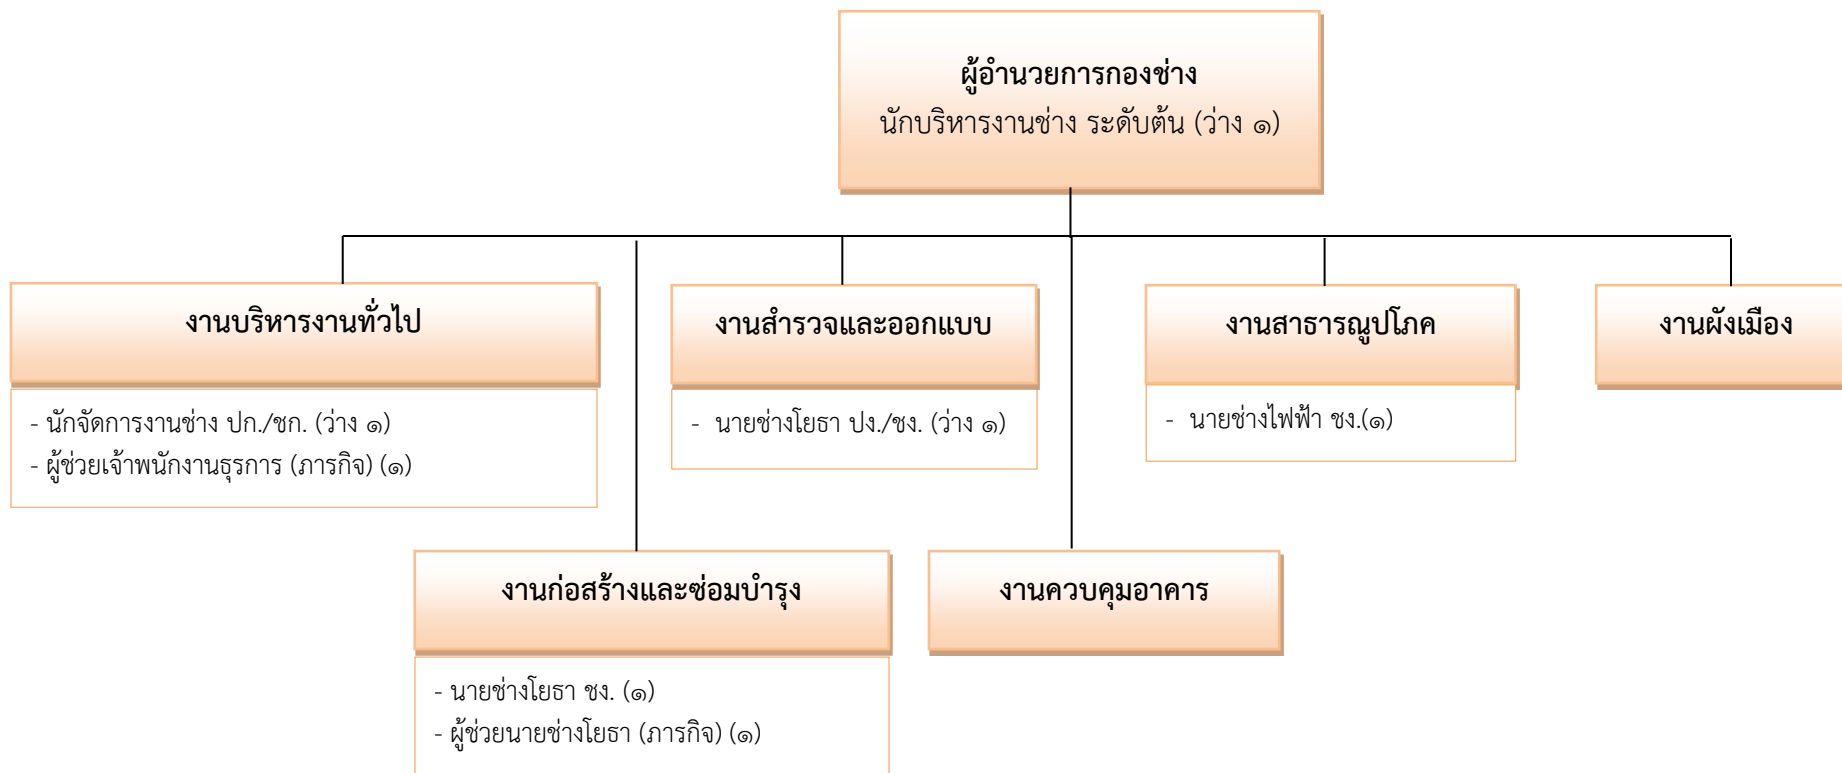 ผู้อำนวยการกองช่าง
นักบริหารงานช่าง ระดับต้น (ว่าง ๑)
งานบริหารงานทั่วไป
- นักจัดการงานช่าง ปก./ชก. (ว่าง ๑)
- ผู้ช่วยเจ้าพนักงานธุรการ (ภารกิจ) (๑)
งานสำรวจและออกแบบ
- นายช่างโยธา ปง./ชง. (ว่าง ๑)
งานสาธารณูปโภค
- นายช่างไฟฟ้า ชง.(๑)
งานผังเมือง
งานก่อสร้างและซ่อมบำรุง
- นายช่างโยธา ชง. (๑)
- ผู้ช่วยนายช่างโยธา (ภารกิจ) (๑)
งานควบคุมอาคาร